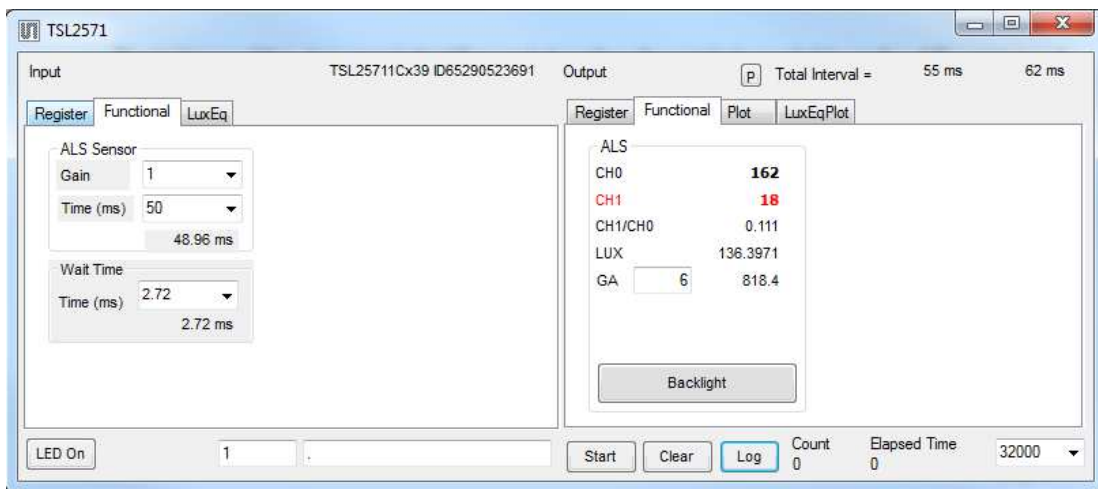 TSL2571
Input TSL25711Cx39 ID65290523691 Output P Total Interval = 55 ms 62 ms
Register Functional LuxEq
ALS Sensor
Gain 1
Time (ms) 50
48.96 ms
Wait Time
Time (ms) 2.72
2.72 ms
Register Functional Plot LuxEqPlot
ALS
CH0 162
CH1 18
CH1/CH0 0.111
LUX 136.3971
GA 6 818.4
Backlight
LED On 1 .
Start Clear Log Count 0 Elapsed Time 0 32000